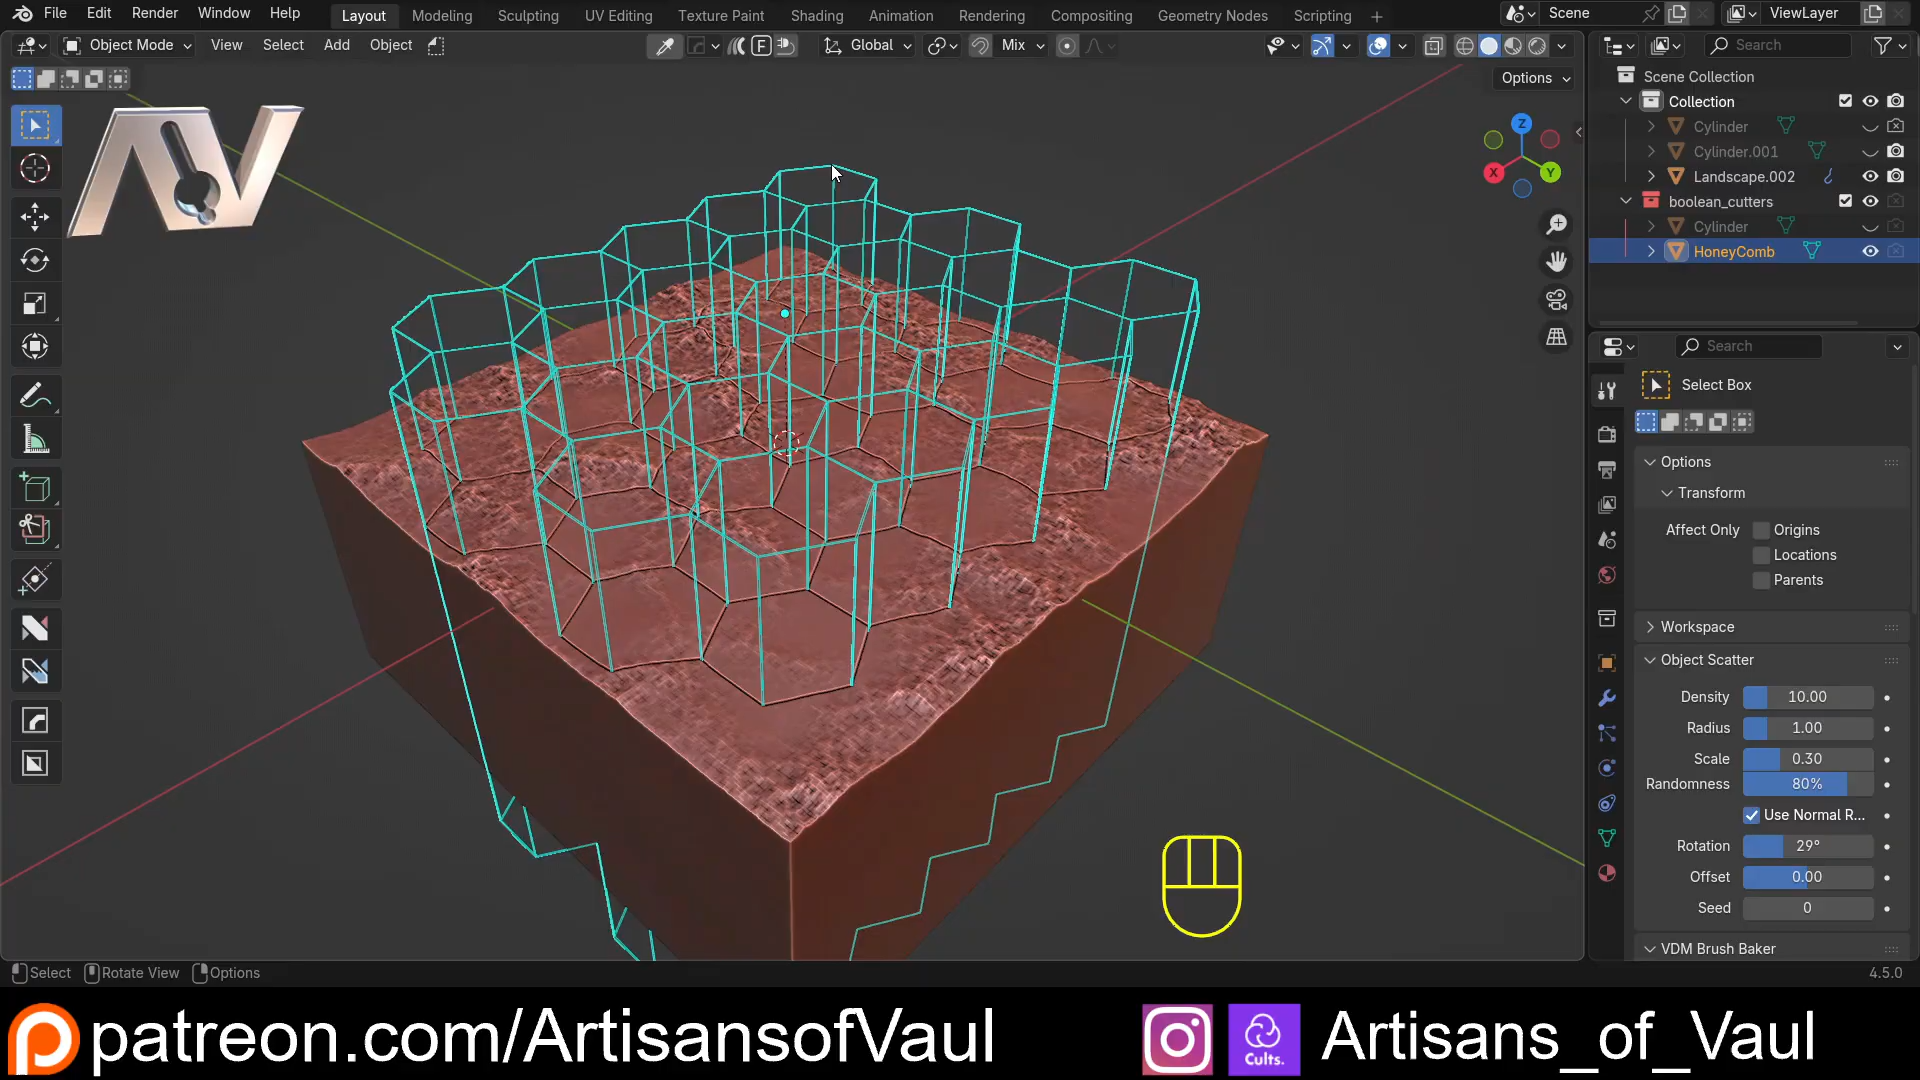 File Edit Render Window Help Layout Modeling Sculpting UV Editing Texture Paint Shading Animation Rendering Compositing Geometry Nodes Scripting + Scene ViewLayer
Object Mode View Select Add Object F Global Mix Search
Options
Scene Collection
Collection
Cylinder
Cylinder.001
Landscape.002
boolean_cutters
Cylinder
HoneyComb
Z
X Y
Search
Select Box
Options
Transform
Affect Only Origins
Locations
Parents
Workspace
Object Scatter
Density 10.00
Radius 1.00
Scale 0.30
Randomness 80%
Use Normal R...
Rotation 29°
Offset 0.00
Seed 0
VDM Brush Baker
Select Rotate View Options 4.5.0
patreon.com/ArtisansofVaul Cults. Artisans_of_Vaul